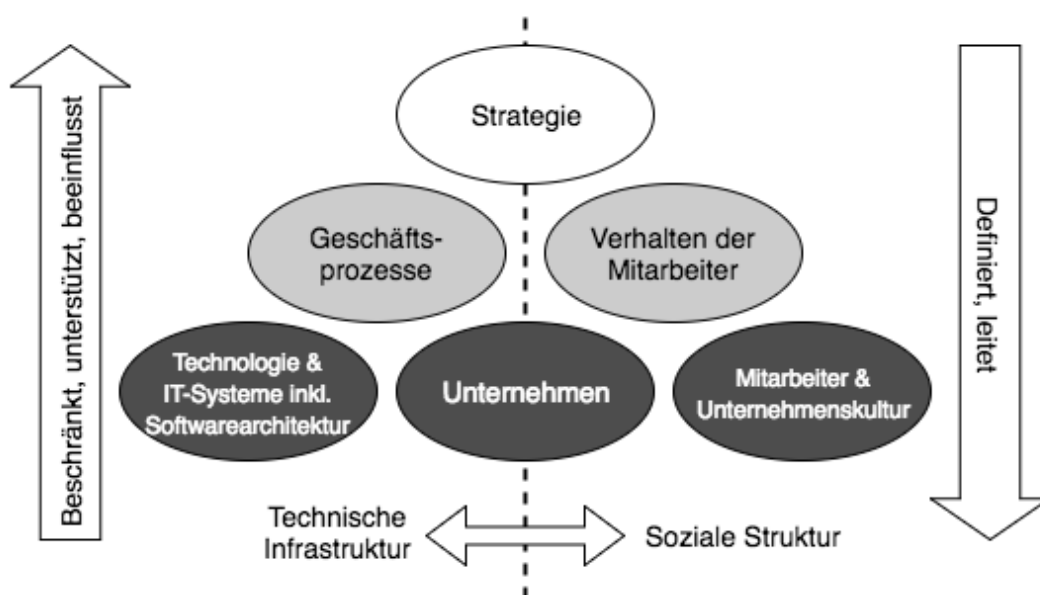 Beschränkt, unterstützt, beeinflusst
Strategie
Geschäfts-
prozesse
Verhalten der
Mitarbeiter
Technologie &
IT-Systeme inkl.
Softwarearchitektur
Unternehmen
Mitarbeiter &
Unternehmenskultur
Definiert, leitet
Technische
Infrastruktur
Soziale Struktur